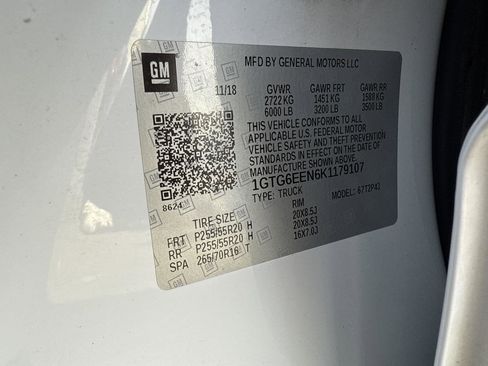 GM
MFD BY GENERAL MOTORS LLC
11/18
GVWR GAWR FRT GAWR RR
2722 KG 1451 KG 1588 KG
6000 LB 3200 LB 3500 LB
THIS VEHICLE CONFORMS TO ALL
APPLICABLE U.S. FEDERAL MOTOR
VEHICLE SAFETY AND THEFT PREVENTION
STANDARDS IN EFFECT ON THE DATE OF
MANUFACTURE SHOWN ABOVE.
1GTG6EEN6K1179107
TYPE: TRUCK MODEL: 67T2P43
8624
TIRE SIZE RIM
FRT P255/55R20 H 20X8.5J
RR P255/55R20 H 20X8.5J
SPA 265/70R16 T 16X7.0J